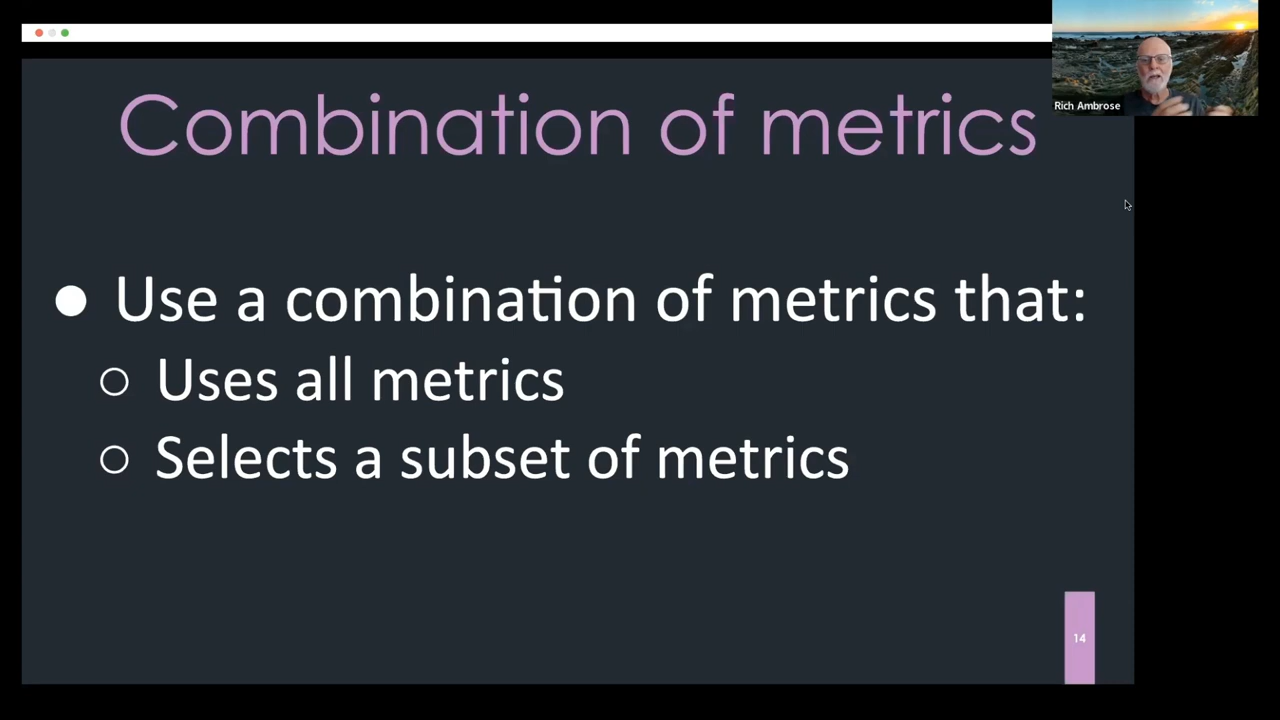 Combination of metrics
Rich Ambrose
● Use a combination of metrics that:
○ Uses all metrics
○ Selects a subset of metrics
14